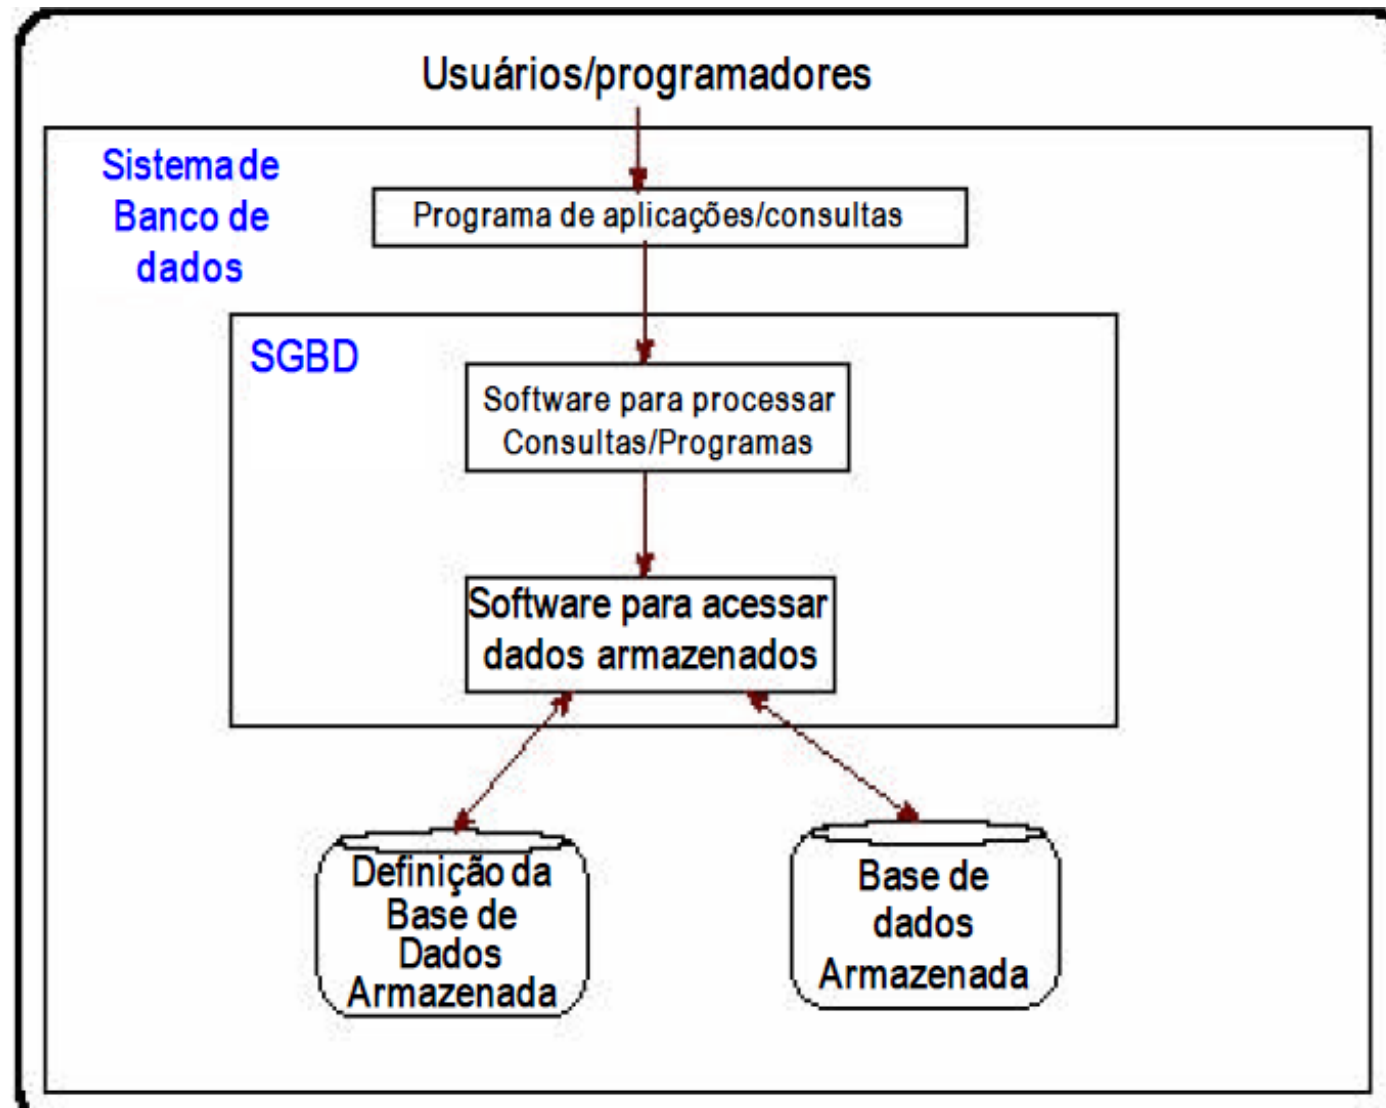 Usuários/programadores
Sistema de
Banco de
dados
Programa de aplicações/consultas
SGBD
Software para processar
Consultas/Programas
Software para acessar
dados armazenados
Definição da
Base de
Dados
Armazenada
Base de
dados
Armazenada